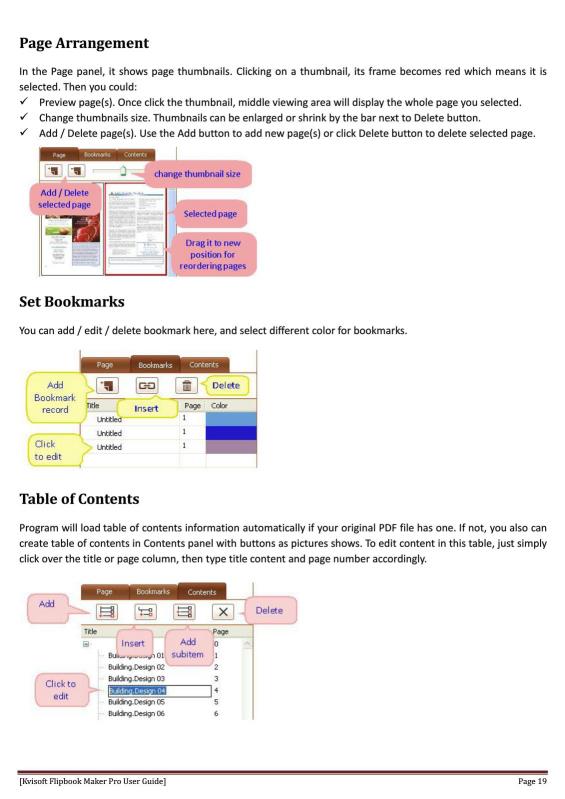 Page Arrangement
In the Page panel, it shows page thumbnails. Clicking on a thumbnail, its frame becomes red which means it is
selected. Then you could:
✓ Preview page(s). Once click the thumbnail, middle viewing area will display the whole page you selected.
✓ Change thumbnails size. Thumbnails can be enlarged or shrink by the bar next to Delete button.
✓ Add / Delete page(s). Use the Add button to add new page(s) or click Delete button to delete selected page.
Page Bookmarks Contents
change thumbnail size
Add / Delete
selected page
Selected page
Drag it to new
position for
reordering pages
Set Bookmarks
You can add / edit / delete bookmark here, and select different color for bookmarks.
Page Bookmarks Contents
Add
Bookmark
record
Delete
Insert
Title Page Color
Untitled 1
Untitled 1
Untitled 1
Click
to edit
Table of Contents
Program will load table of contents information automatically if your original PDF file has one. If not, you also can
create table of contents in Contents panel with buttons as pictures shows. To edit content in this table, just simply
click over the title or page column, then type title content and page number accordingly.
Page Bookmarks Contents
Add
Delete
Title Page
Insert
Add
subitem
0
01 1
Building.Design 02 2
Building.Design 03 3
Building.Design 04 4
Building.Design 05 5
Building.Design 06 6
Click to
edit
[Kvisoft Flipbook Maker Pro User Guide] Page 19